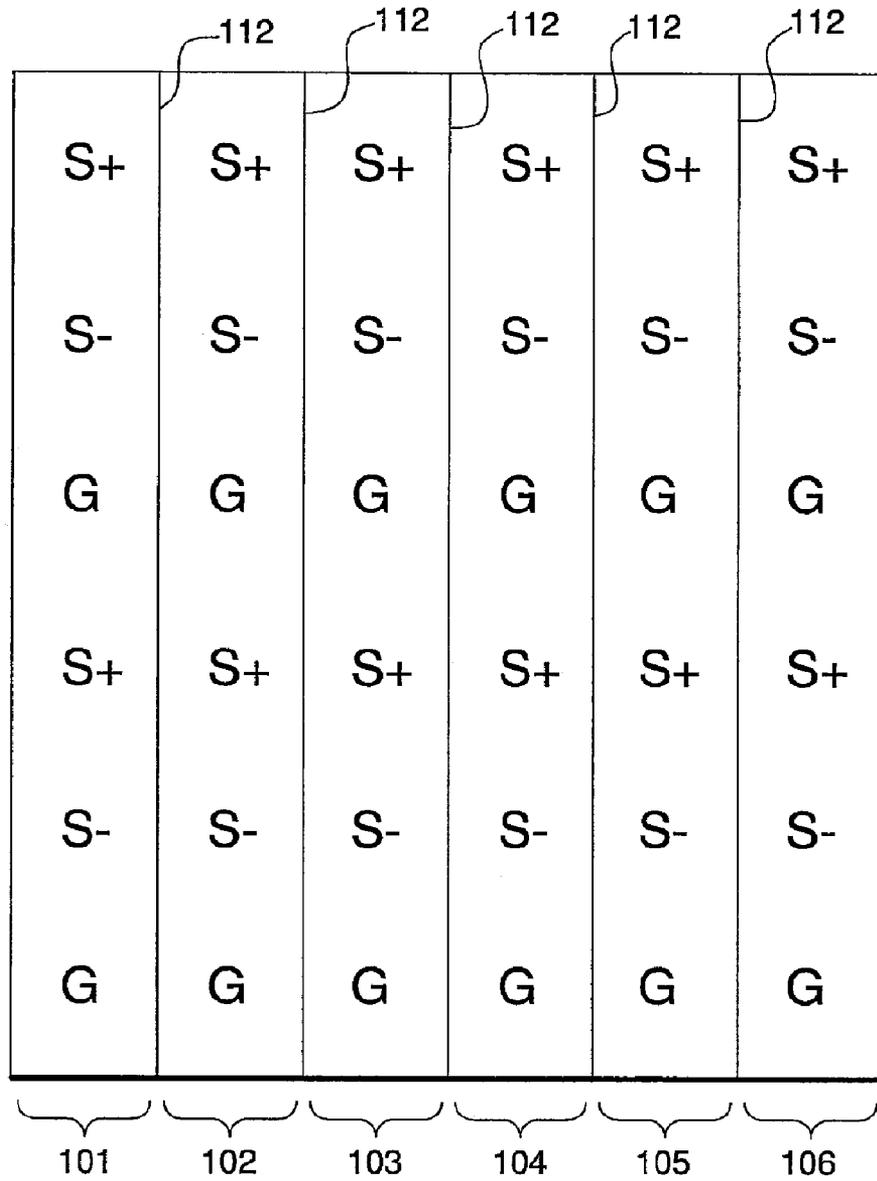 112 112 112 112 112
S+ S+ S+ S+ S+ S+
S- S- S- S- S- S-
G G G G G G
S+ S+ S+ S+ S+ S+
S- S- S- S- S- S-
G G G G G G
101 102 103 104 105 106